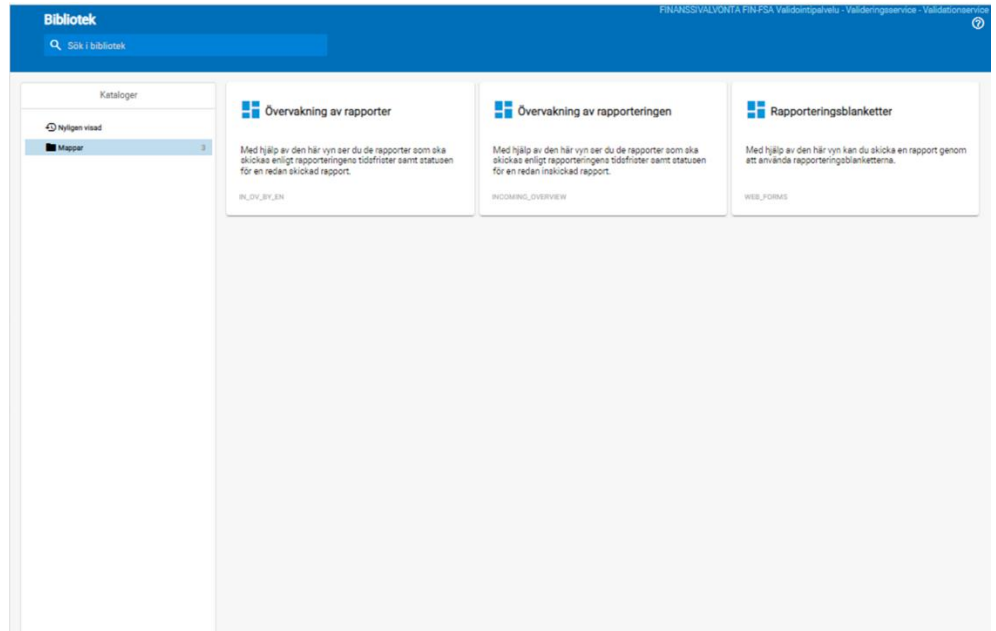 FINANSSIVALVONTA FIN-FSA Validointipalvelu - Valideringsservice - Validationservice
Bibliotek
Sök i bibliotek
Kataloger
Nyligen visad
Mappar 3
Övervakning av rapporter
Med hjälp av den här vyn ser du de rapporter som ska
skickas enligt rapporteringens tidsfrister samt statusen
för en redan skickad rapport.
IN_OV_BY_EN
Övervakning av rapporteringen
Med hjälp av den här vyn ser du de rapporter som ska
skickas enligt rapporteringens tidsfrister samt statusen
för en redan inskickad rapport.
INCOMING_OVERVIEW
Rapporteringsblanketter
Med hjälp av den här vyn kan du skicka en rapport genom
att använda rapporteringsblanketterna.
WEB_FORMS